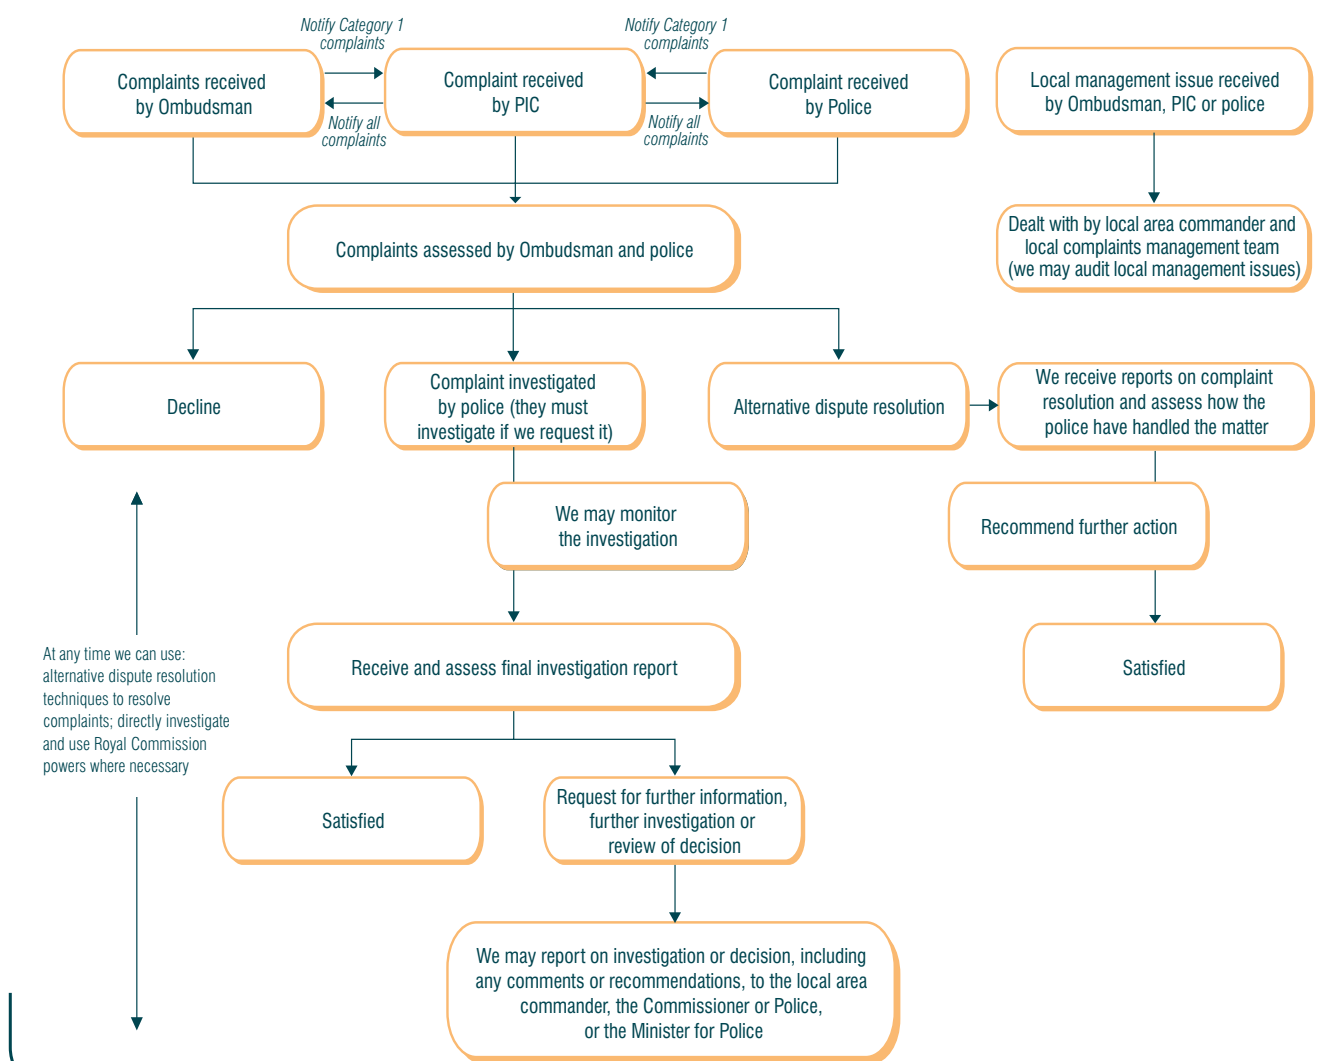 Notify Category 1
complaints
Notify Category 1
complaints
Complaints received
by Ombudsman
Complaint received
by PIC
Complaint received
by Police
Local management issue received
by Ombudsman, PIC or police
Notify all
complaints
Notify all
complaints
Complaints assessed by Ombudsman and police
Dealt with by local area commander and
local complaints management team
(we may audit local management issues)
Decline
Complaint investigated
by police (they must
investigate if we request it)
Alternative dispute resolution
We receive reports on complaint
resolution and assess how the
police have handled the matter
We may monitor
the investigation
Recommend further action
At any time we can use:
alternative dispute resolution
techniques to resolve
complaints; directly investigate
and use Royal Commission
powers where necessary
Receive and assess final investigation report
Satisfied
Satisfied
Request for further information,
further investigation or
review of decision
We may report on investigation or decision, including
any comments or recommendations, to the local area
commander, the Commissioner or Police,
or the Minister for Police